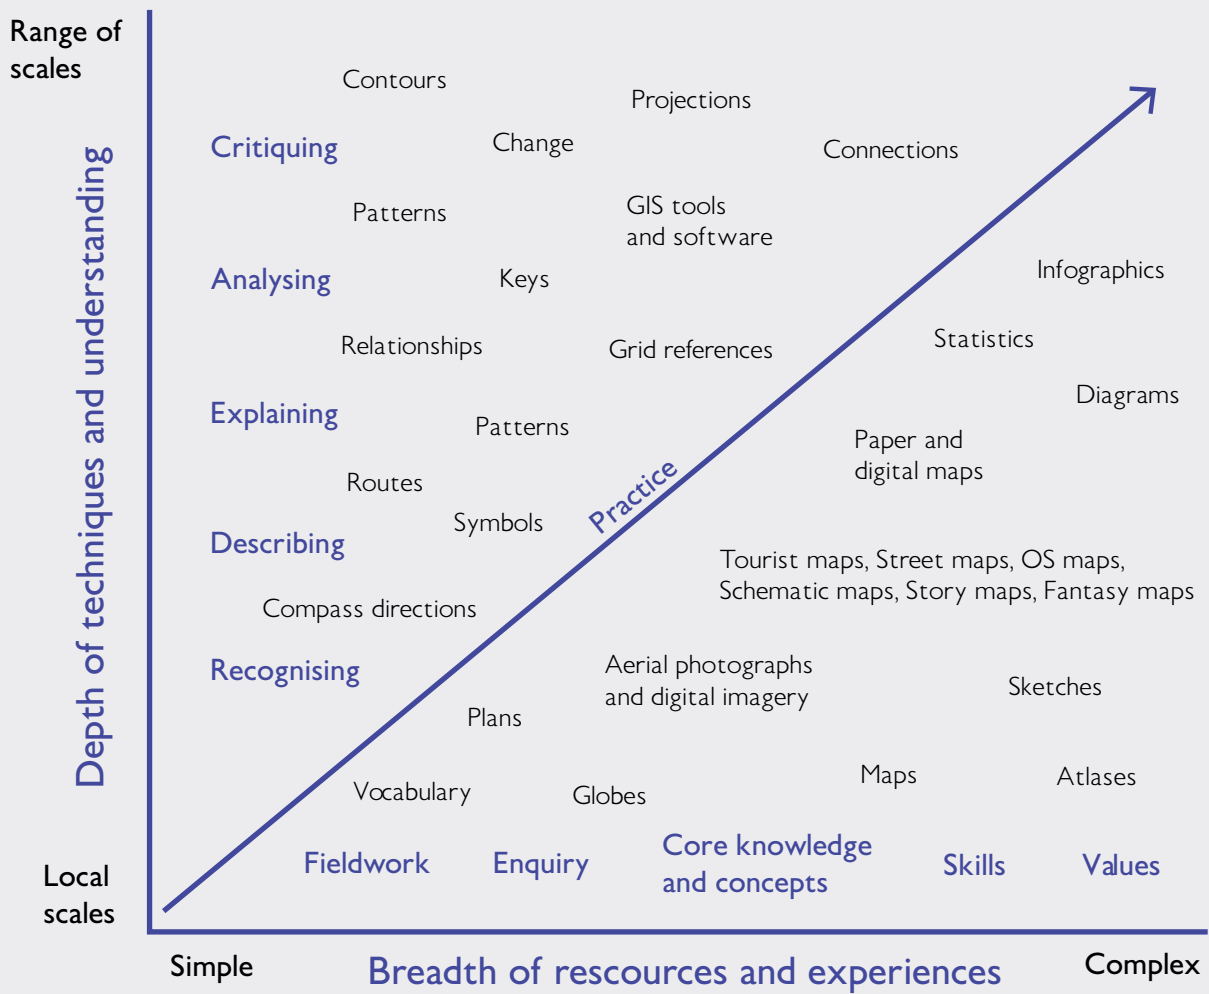 Range of
scales
Contours
Projections
Critiquing
Change
Connections
Depth of techniques and understanding
Patterns
GIS tools
and software
Analysing
Keys
Infographics
Relationships
Grid references
Statistics
Explaining
Patterns
Diagrams
Paper and
digital maps
Routes
Symbols
Practice
Describing
Tourist maps, Street maps, OS maps,
Schematic maps, Story maps, Fantasy maps
Compass directions
Recognising
Aerial photographs
and digital imagery
Sketches
Plans
Vocabulary
Globes
Maps
Atlases
Fieldwork
Enquiry
Core knowledge
and concepts
Skills
Values
Local
scales
Simple
Breadth of rescources and experiences
Complex